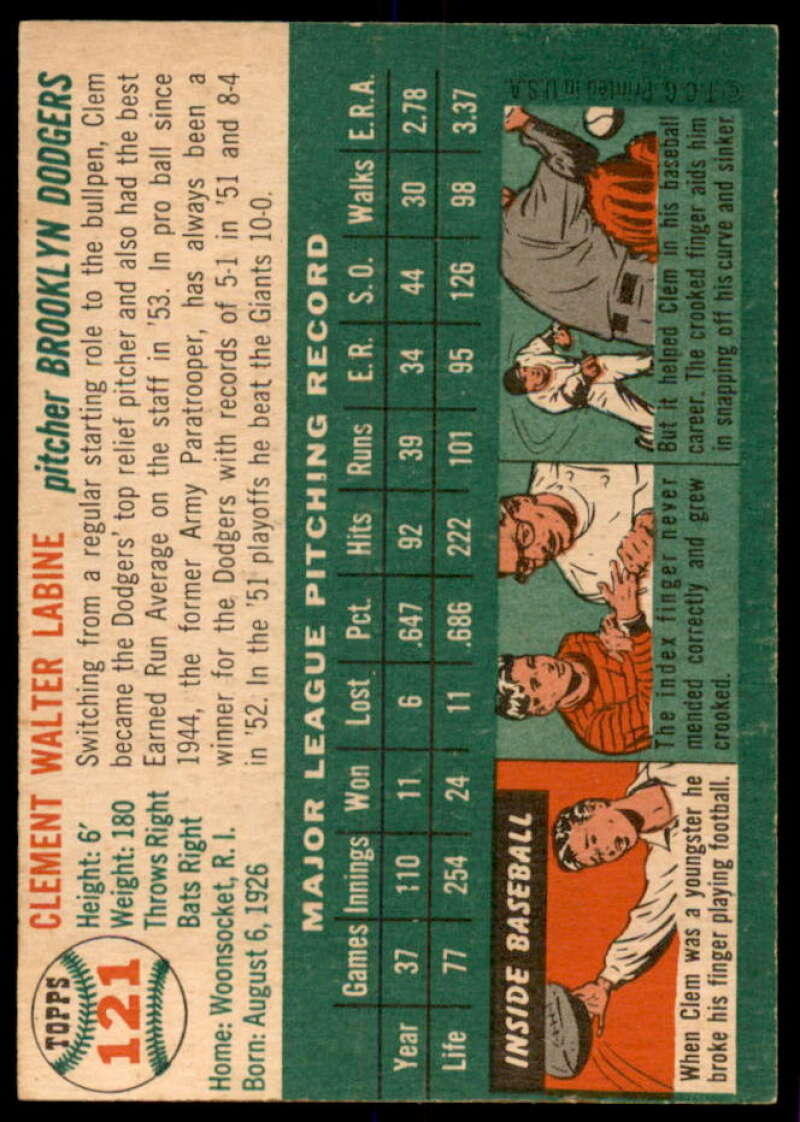 TOPPS
121
CLEMENT WALTER LABINE
pitcher BROOKLYN DODGERS
Height: 6'
Weight: 180
Throws Right
Bats Right
Home: Woonsocket, R. I.
Born: August 6, 1926
Switching from a regular starting role to the bullpen, Clem
became the Dodgers' top relief pitcher and also had the best
Earned Run Average on the staff in '53. In pro ball since
1944, the former Army Paratrooper, has always been a
winner for the Dodgers with records of 5-1 in '51 and 8-4
in '52. In the '51 playoffs he beat the Giants 10-0.
MAJOR LEAGUE PITCHING RECORD
Games Innings Won Lost Pct. Hits Runs E.R. S.O. Walks E.R.A.
Year 37 110 11 6 .647 92 39 34 44 30 2.78
Life 77 254 24 11 .686 222 101 95 126 98 3.37
INSIDE BASEBALL
When Clem was a youngster he
broke his finger playing football.
The index finger never
mended correctly and grew
crooked.
But it helped Clem in his baseball
career. The crooked finger aids him
in snapping off his curve and sinker.
© T.C.G. Printed in U.S.A.